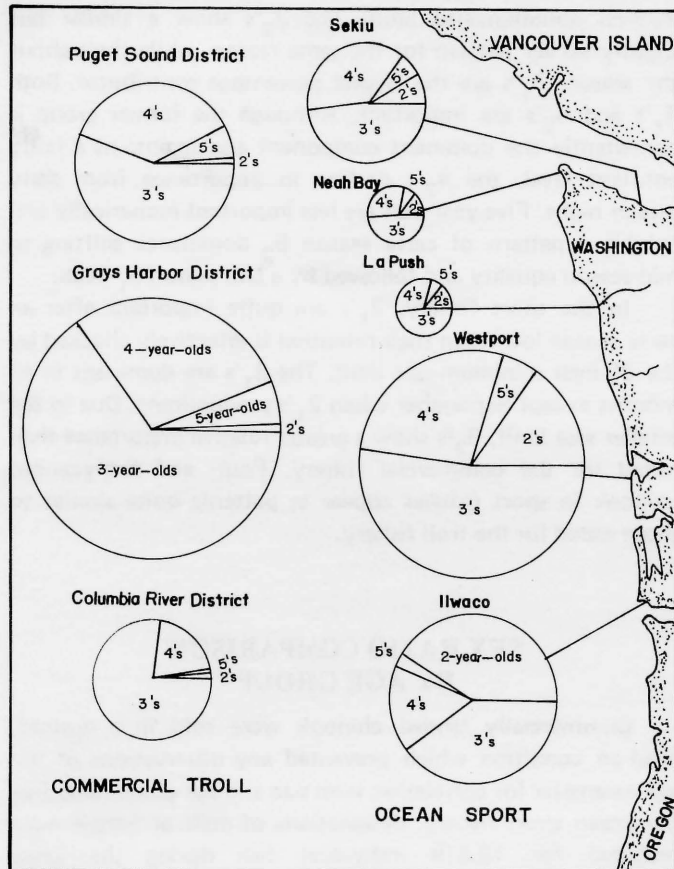 Sekiu
VANCOUVER ISLAND
4's
5's
2's
3's
Puget Sound District
4's
5's
2's
3's
Neah Bay
4's
5's
2's
3's
WASHINGTON
La Push
4's
5's
2's
3's
Grays Harbor District
4-year-olds
5-year-olds
2's
3-year-olds
Westport
4's
5's
2's
3's
Columbia River District
4's
5's
2's
3's
Ilwaco
2-year-olds
5's
4's
3's
COMMERCIAL TROLL
OCEAN SPORT
OREGON